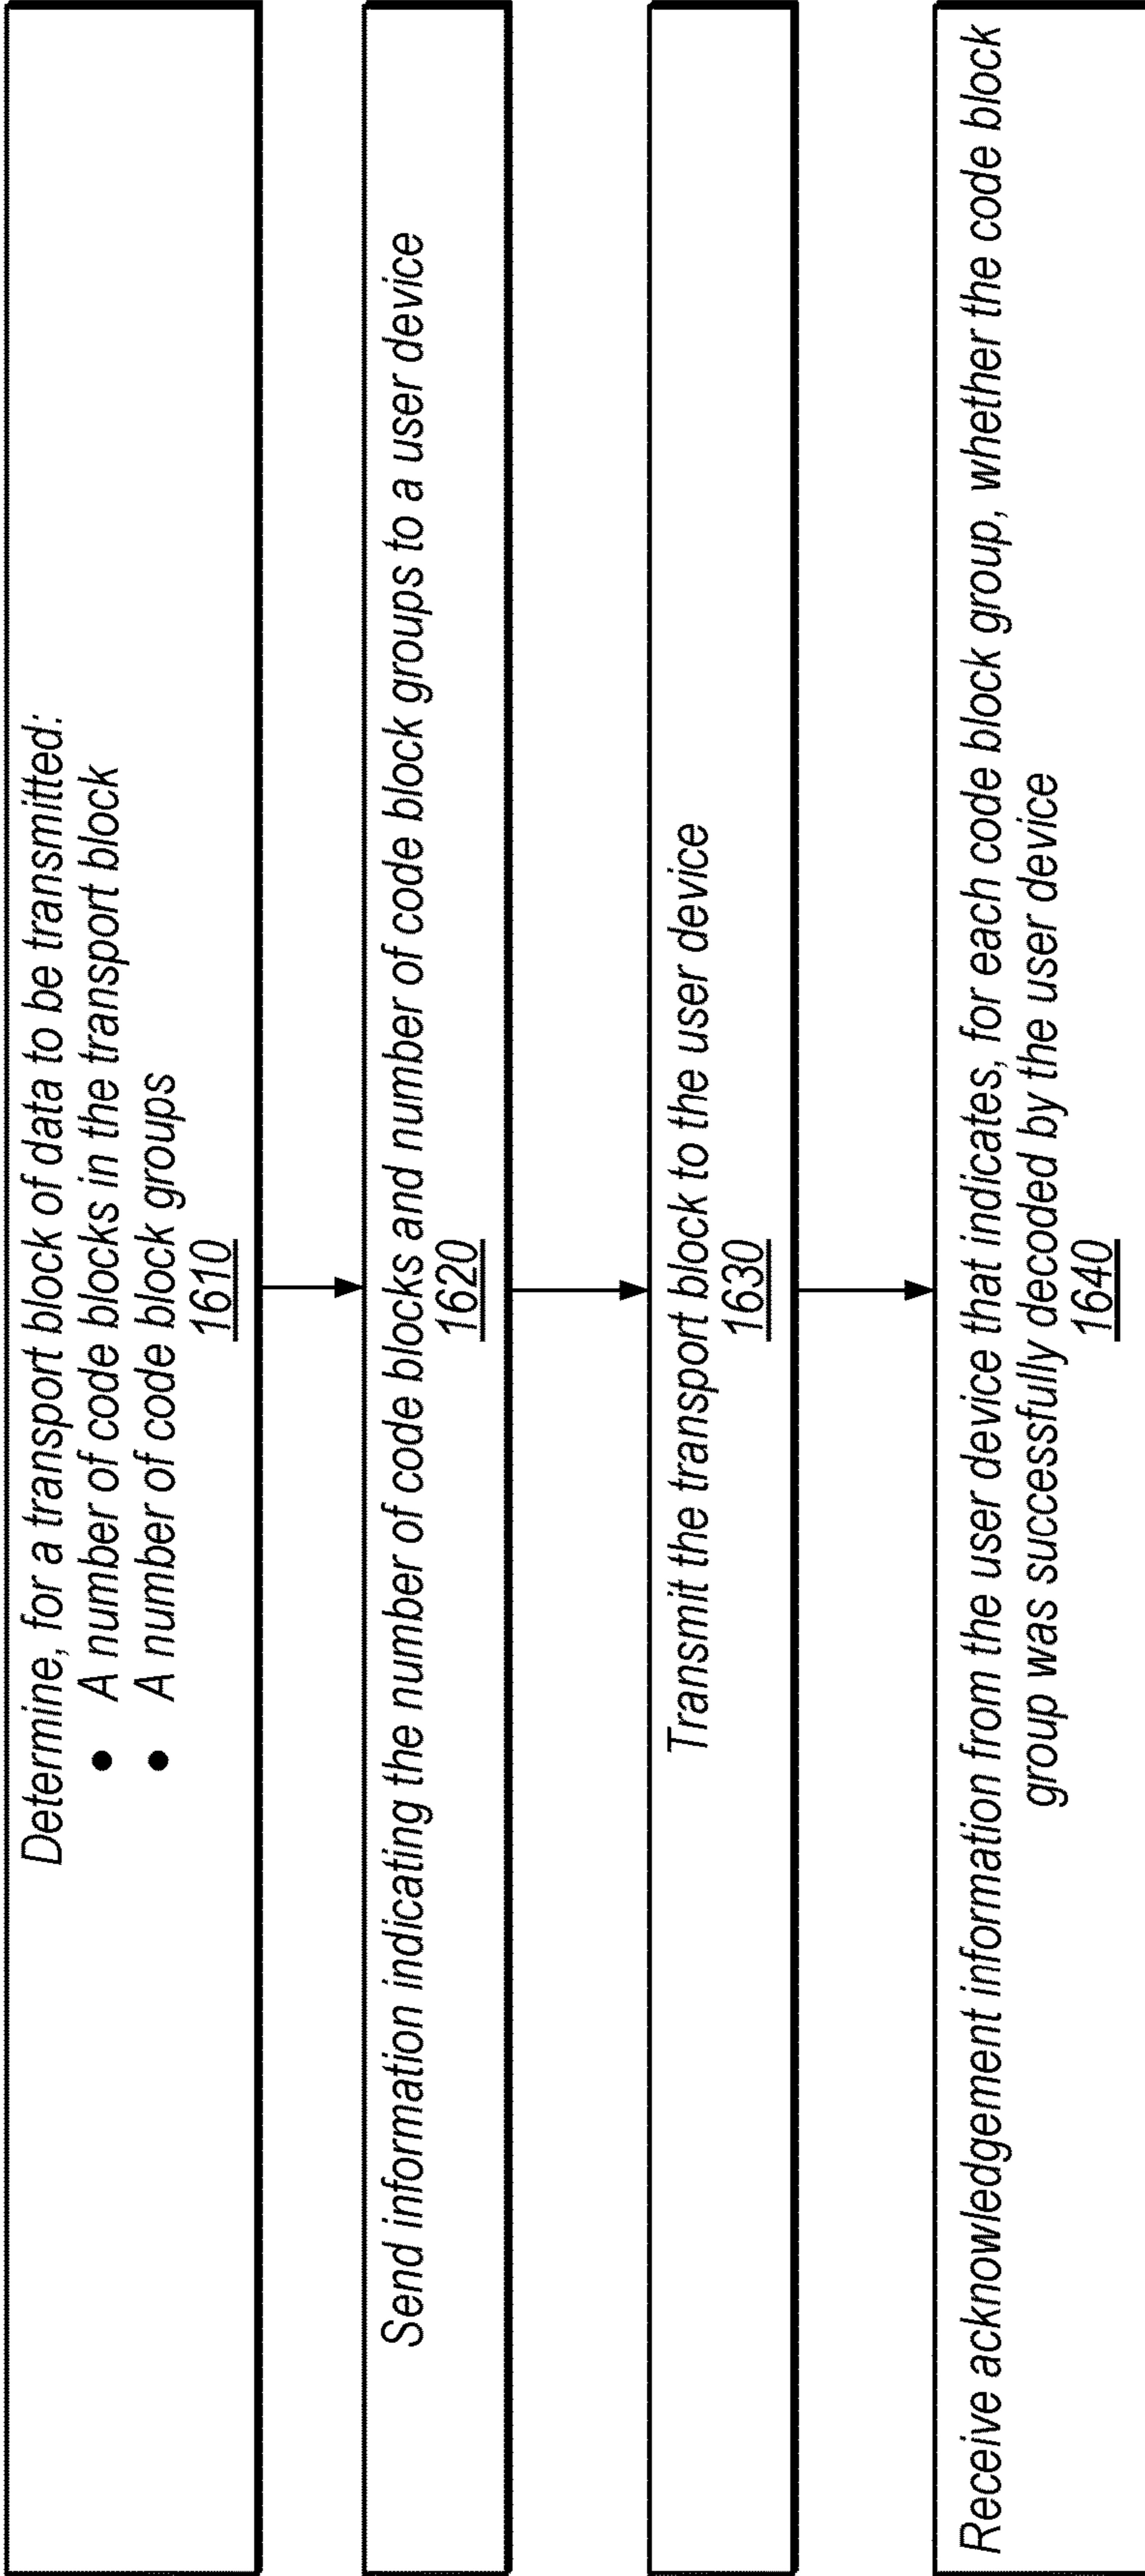 Determine, for a transport block of data to be transmitted:
• A number of code blocks in the transport block
• A number of code block groups
1610
Send information indicating the number of code blocks and number of code block groups to a user device
1620
Transmit the transport block to the user device
1630
Receive acknowledgement information from the user device that indicates, for each code block group, whether the code block
group was successfully decoded by the user device
1640